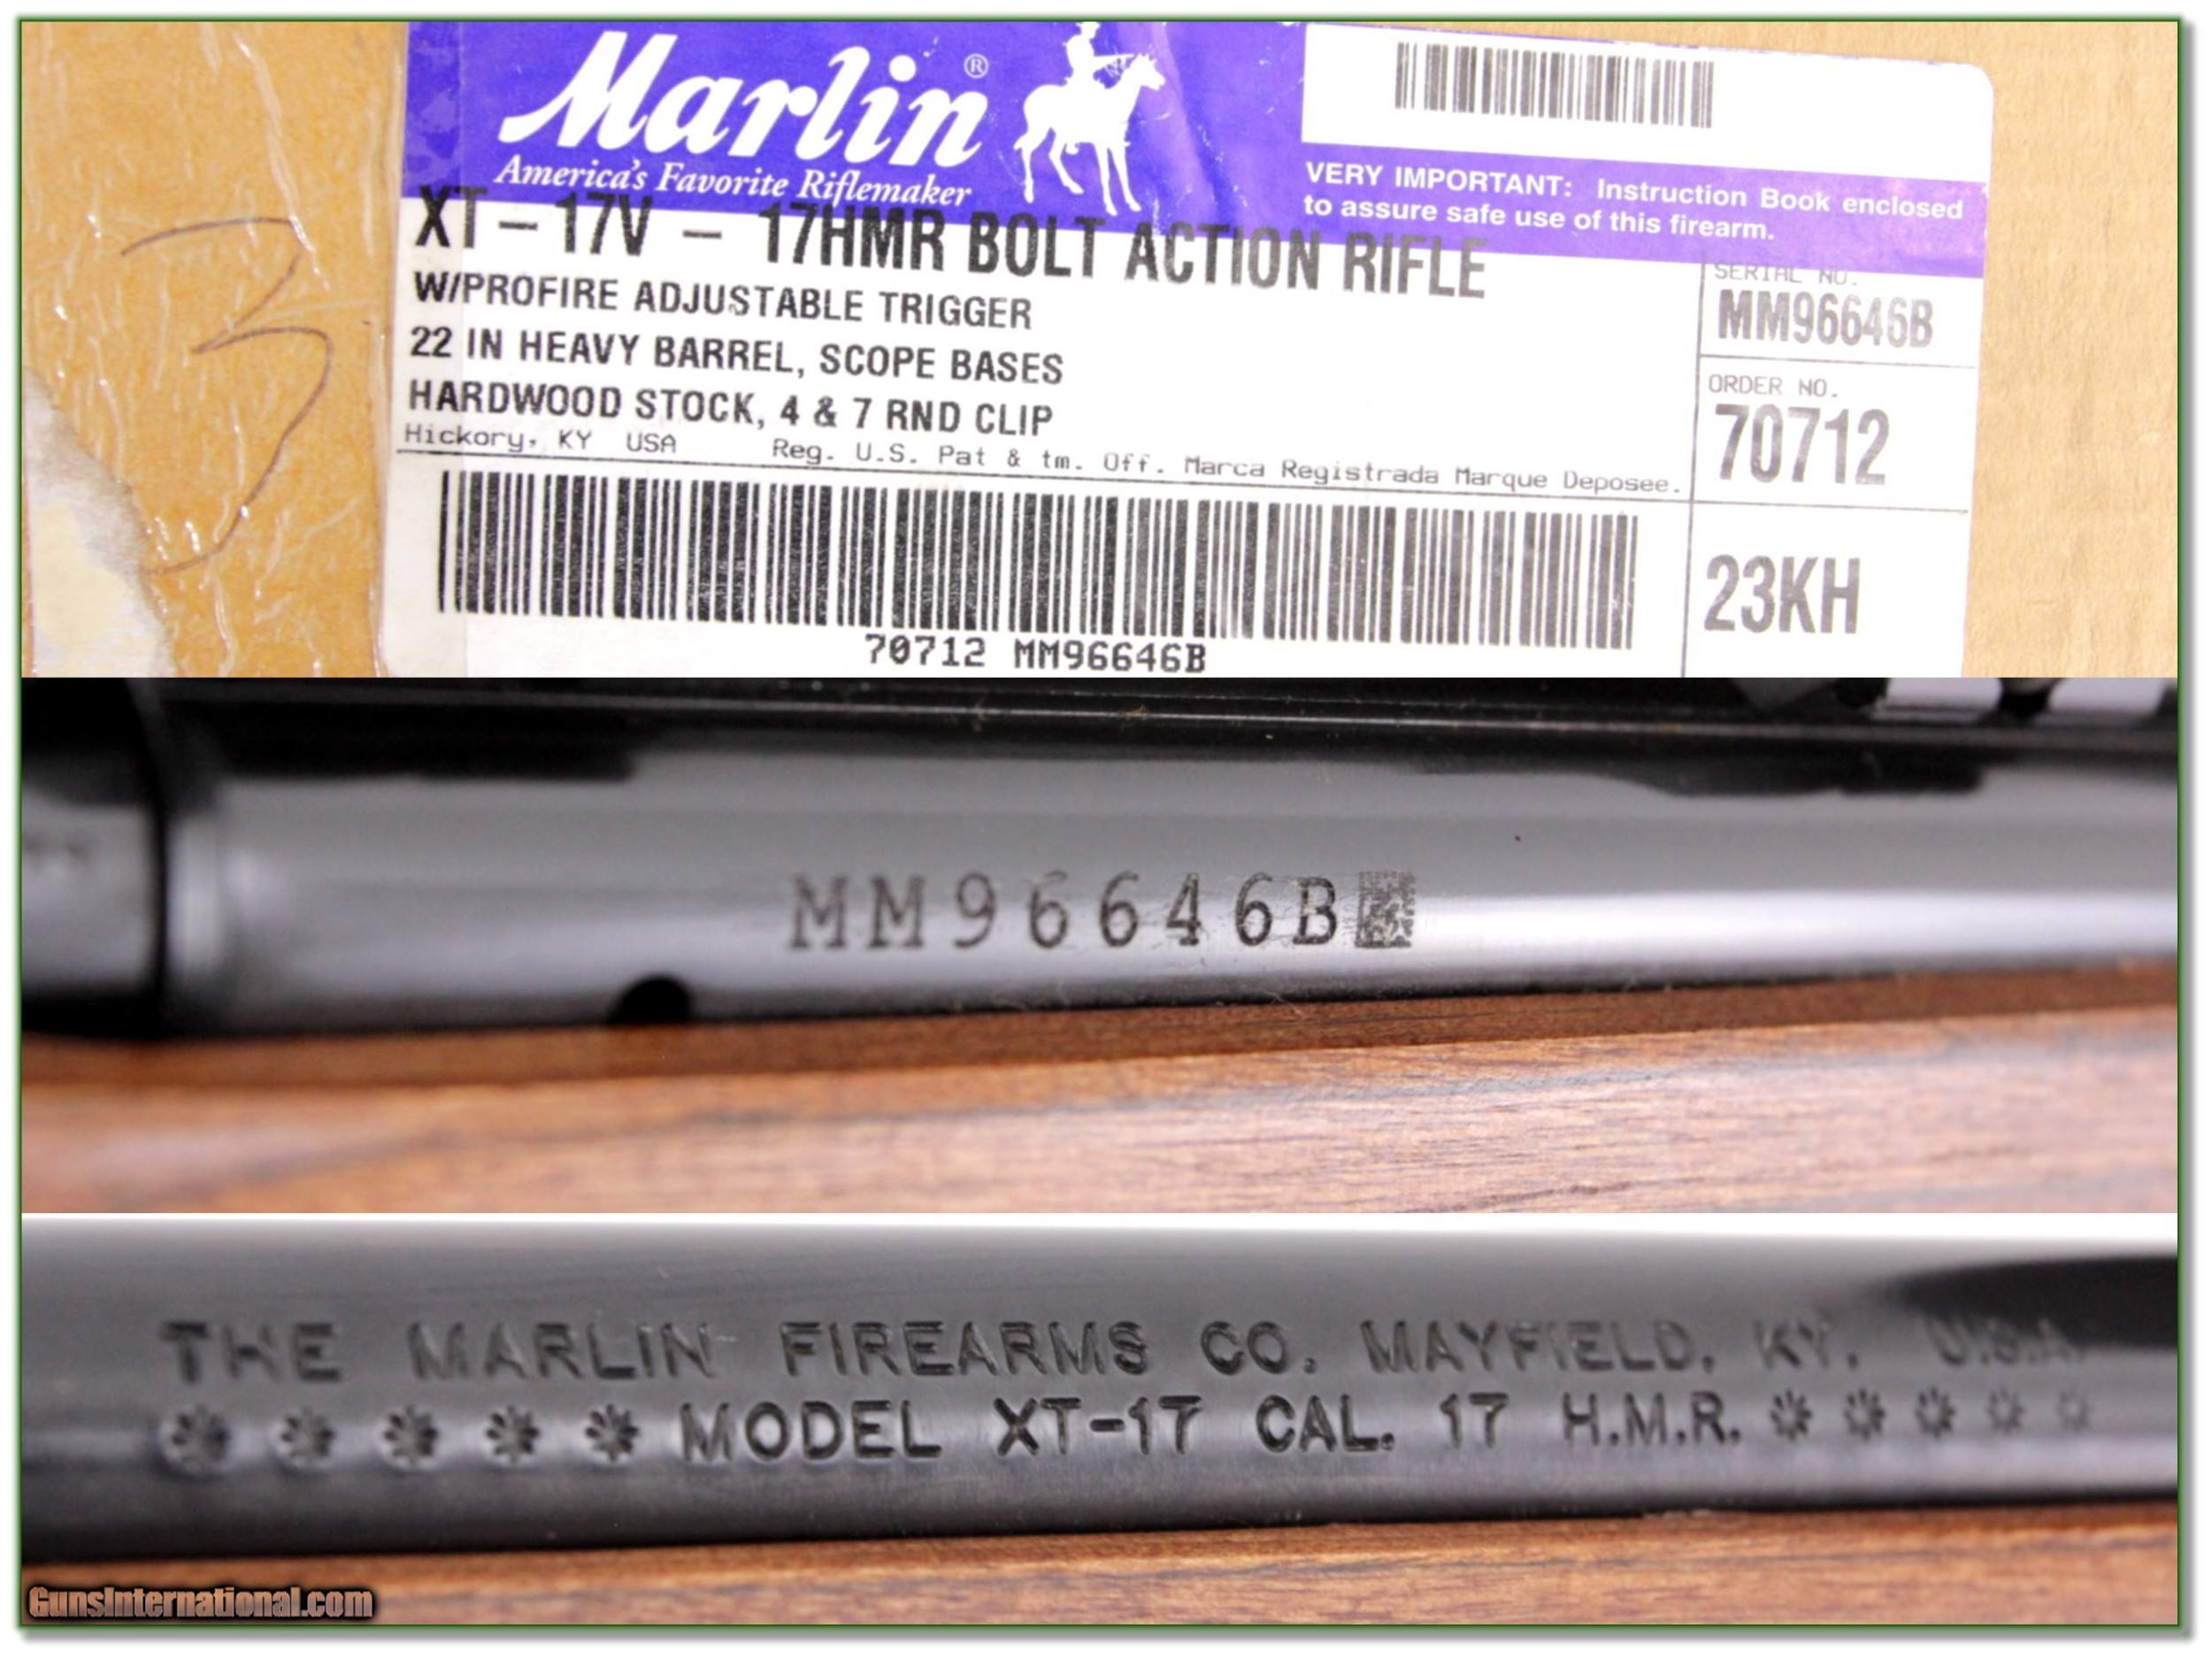 Marlin®
America's Favorite Riflemaker
VERY IMPORTANT: Instruction Book enclosed
to assure safe use of this firearm.
XT-17V - 17HMR BOLT ACTION RIFLE
W/PROFIRE ADJUSTABLE TRIGGER
22 IN HEAVY BARREL, SCOPE BASES
HARDWOOD STOCK, 4 & 7 RND CLIP
Hickory, KY USA Reg. U.S. Pat & tm. Off. Marca Registrada Marque Deposee.
SERIAL NO.
MM96646B
ORDER NO.
70712
23KH
70712 MM96646B
3
MM96646B
THE MARLIN FIREARMS CO. MAYFIELD, KY. U.S.A.
* * * * * MODEL XT-17 CAL. 17 H.M.R. * * * * *
GunsInternational.com